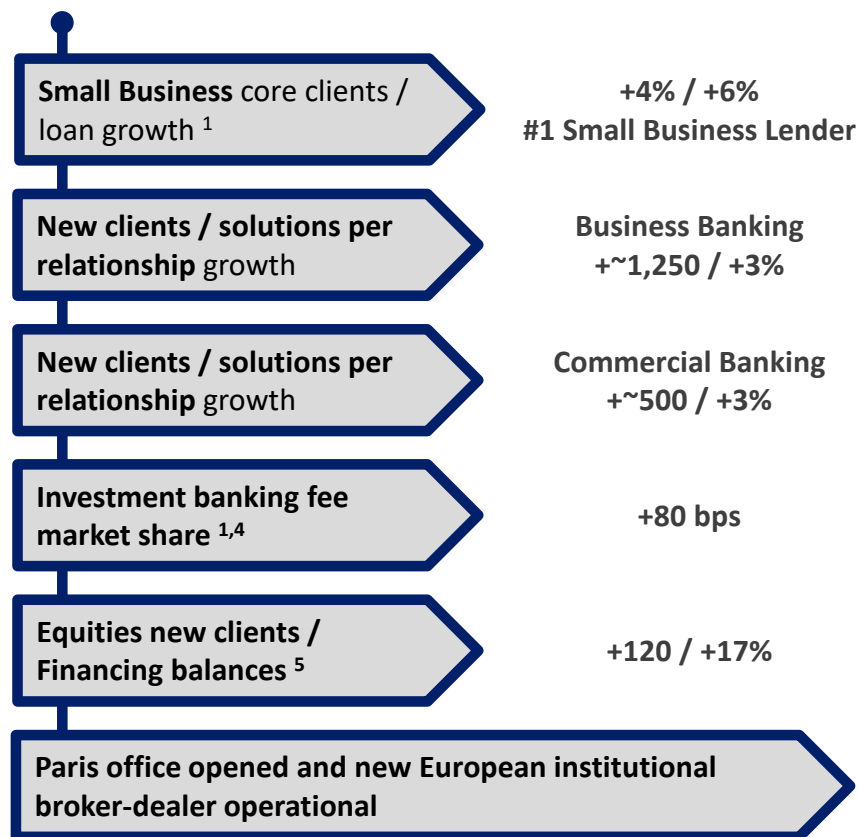 Small Business core clients /
loan growth 1
+4% / +6%
#1 Small Business Lender
New clients / solutions per
relationship growth
Business Banking
+~1,250 / +3%
New clients / solutions per
relationship growth
Commercial Banking
+~500 / +3%
Investment banking fee
market share 1,4
+80 bps
Equities new clients /
Financing balances 5
+120 / +17%
Paris office opened and new European institutional
broker-dealer operational